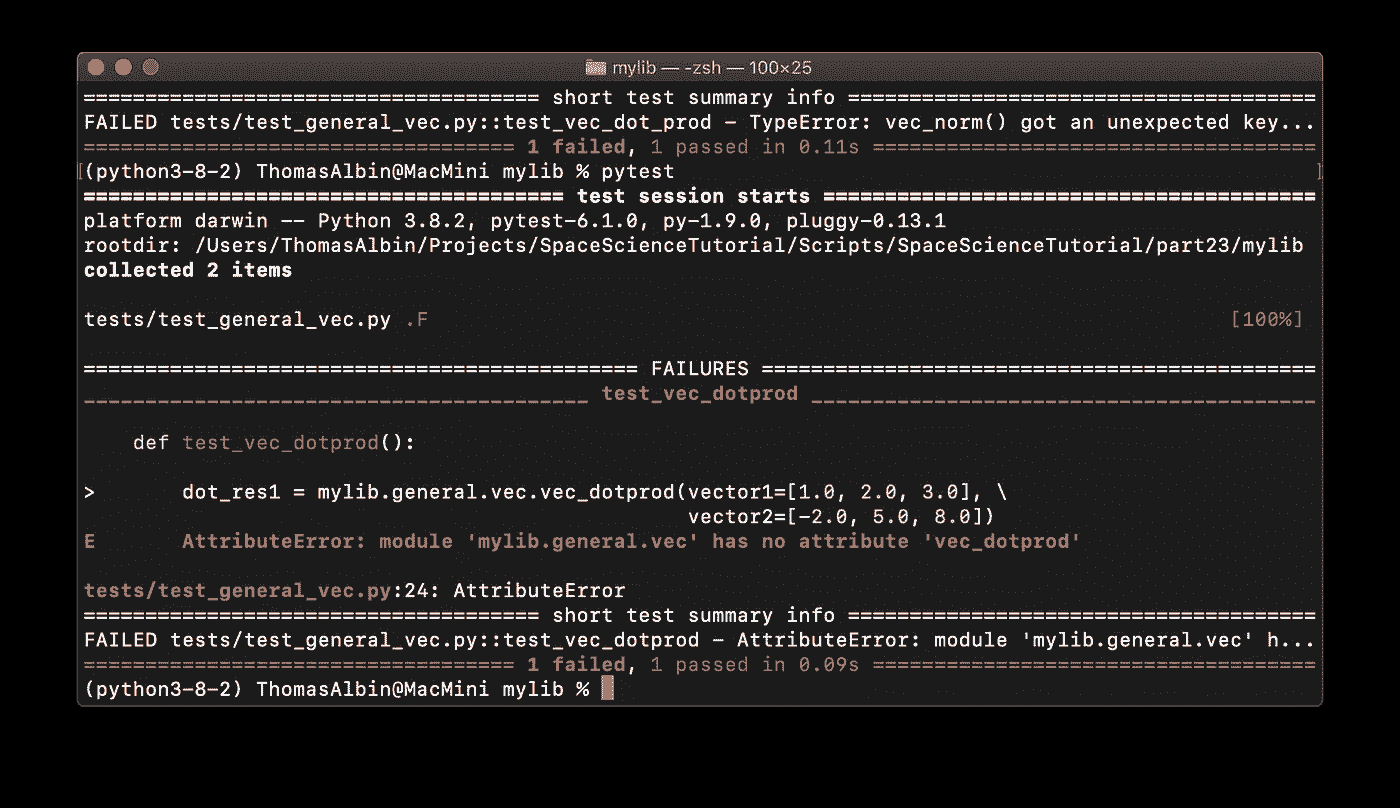 mylib — -zsh — 100×25
===================================== short test summary info ======================================
FAILED tests/test_general_vec.py::test_vec_dot_prod - TypeError: vec_norm() got an unexpected key...
=================================== 1 failed, 1 passed in 0.11s ====================================
[(python3-8-2) ThomasAlbin@MacMini mylib % pytest ]
======================================= test session starts ========================================
platform darwin -- Python 3.8.2, pytest-6.1.0, py-1.9.0, pluggy-0.13.1
rootdir: /Users/ThomasAlbin/Projects/SpaceScienceTutorial/Scripts/SpaceScienceTutorial/part23/mylib
collected 2 items
tests/test_general_vec.py .F [100%]
============================================= FAILURES =============================================
_________________________________________ test_vec_dotprod _________________________________________
def test_vec_dotprod():
> dot_res1 = mylib.general.vec.vec_dotprod(vector1=[1.0, 2.0, 3.0], \
vector2=[-2.0, 5.0, 8.0])
E AttributeError: module 'mylib.general.vec' has no attribute 'vec_dotprod'
tests/test_general_vec.py:24: AttributeError
===================================== short test summary info ======================================
FAILED tests/test_general_vec.py::test_vec_dotprod - AttributeError: module 'mylib.general.vec' h...
=================================== 1 failed, 1 passed in 0.09s ====================================
(python3-8-2) ThomasAlbin@MacMini mylib %